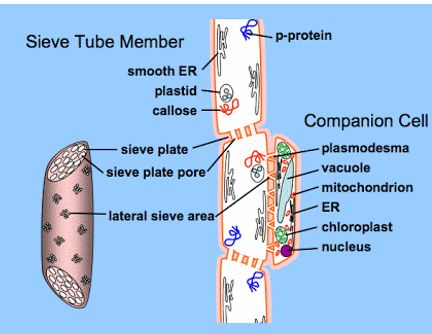 Sieve Tube Member
p-protein
smooth ER
plastid
callose
Companion Cell
sieve plate
plasmodesma
sieve plate pore
vacuole
mitochondrion
lateral sieve area
ER
chloroplast
nucleus